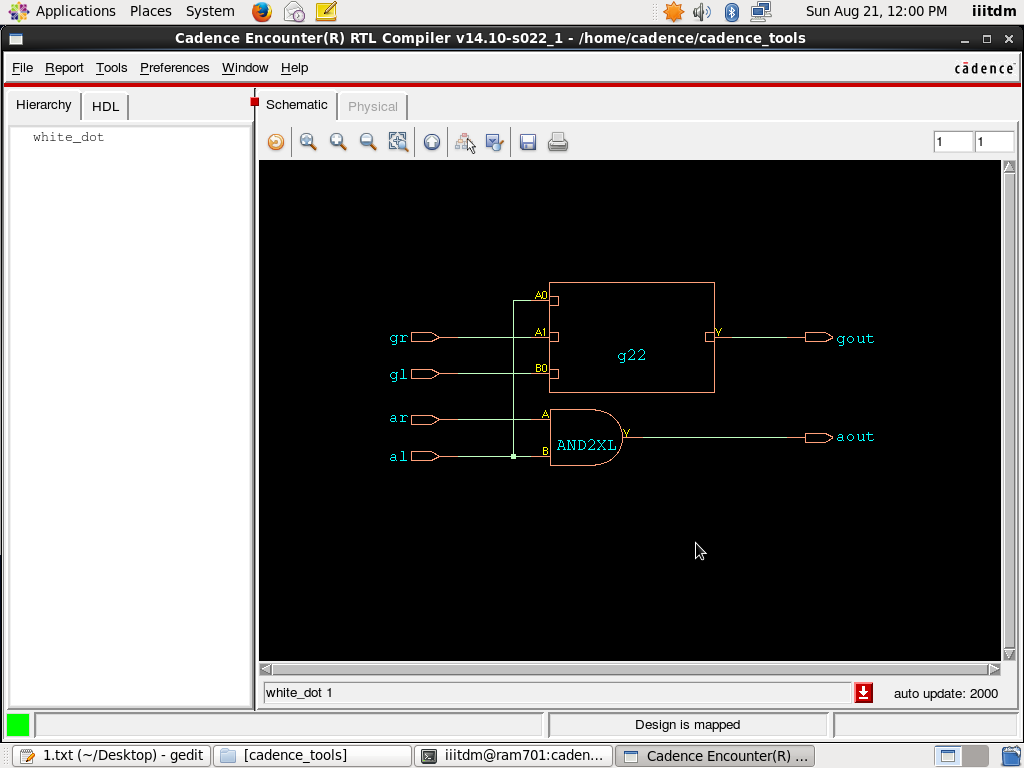 Applications Places System Sun Aug 21, 12:00 PM iiitdm
Cadence Encounter(R) RTL Compiler v14.10-s022_1 - /home/cadence/cadence_tools
File Report Tools Preferences Window Help cādence
Hierarchy HDL Schematic Physical
white_dot
1 1
A0
gr A1 Y gout
g22
gl B0
ar A
Y aout
AND2XL
al B
white_dot 1 auto update: 2000
Design is mapped
1.txt (~/Desktop) - gedit [cadence_tools] iiitdm@ram701:caden... Cadence Encounter(R) ...